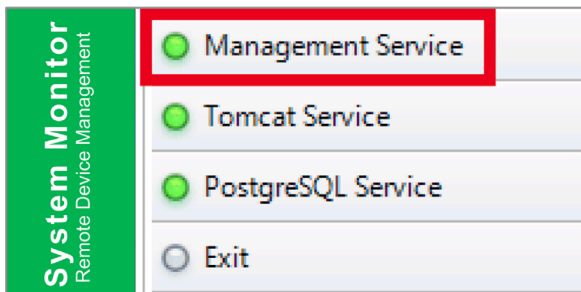 System Monitor
Remote Device Management
Management Service
Tomcat Service
PostgreSQL Service
Exit